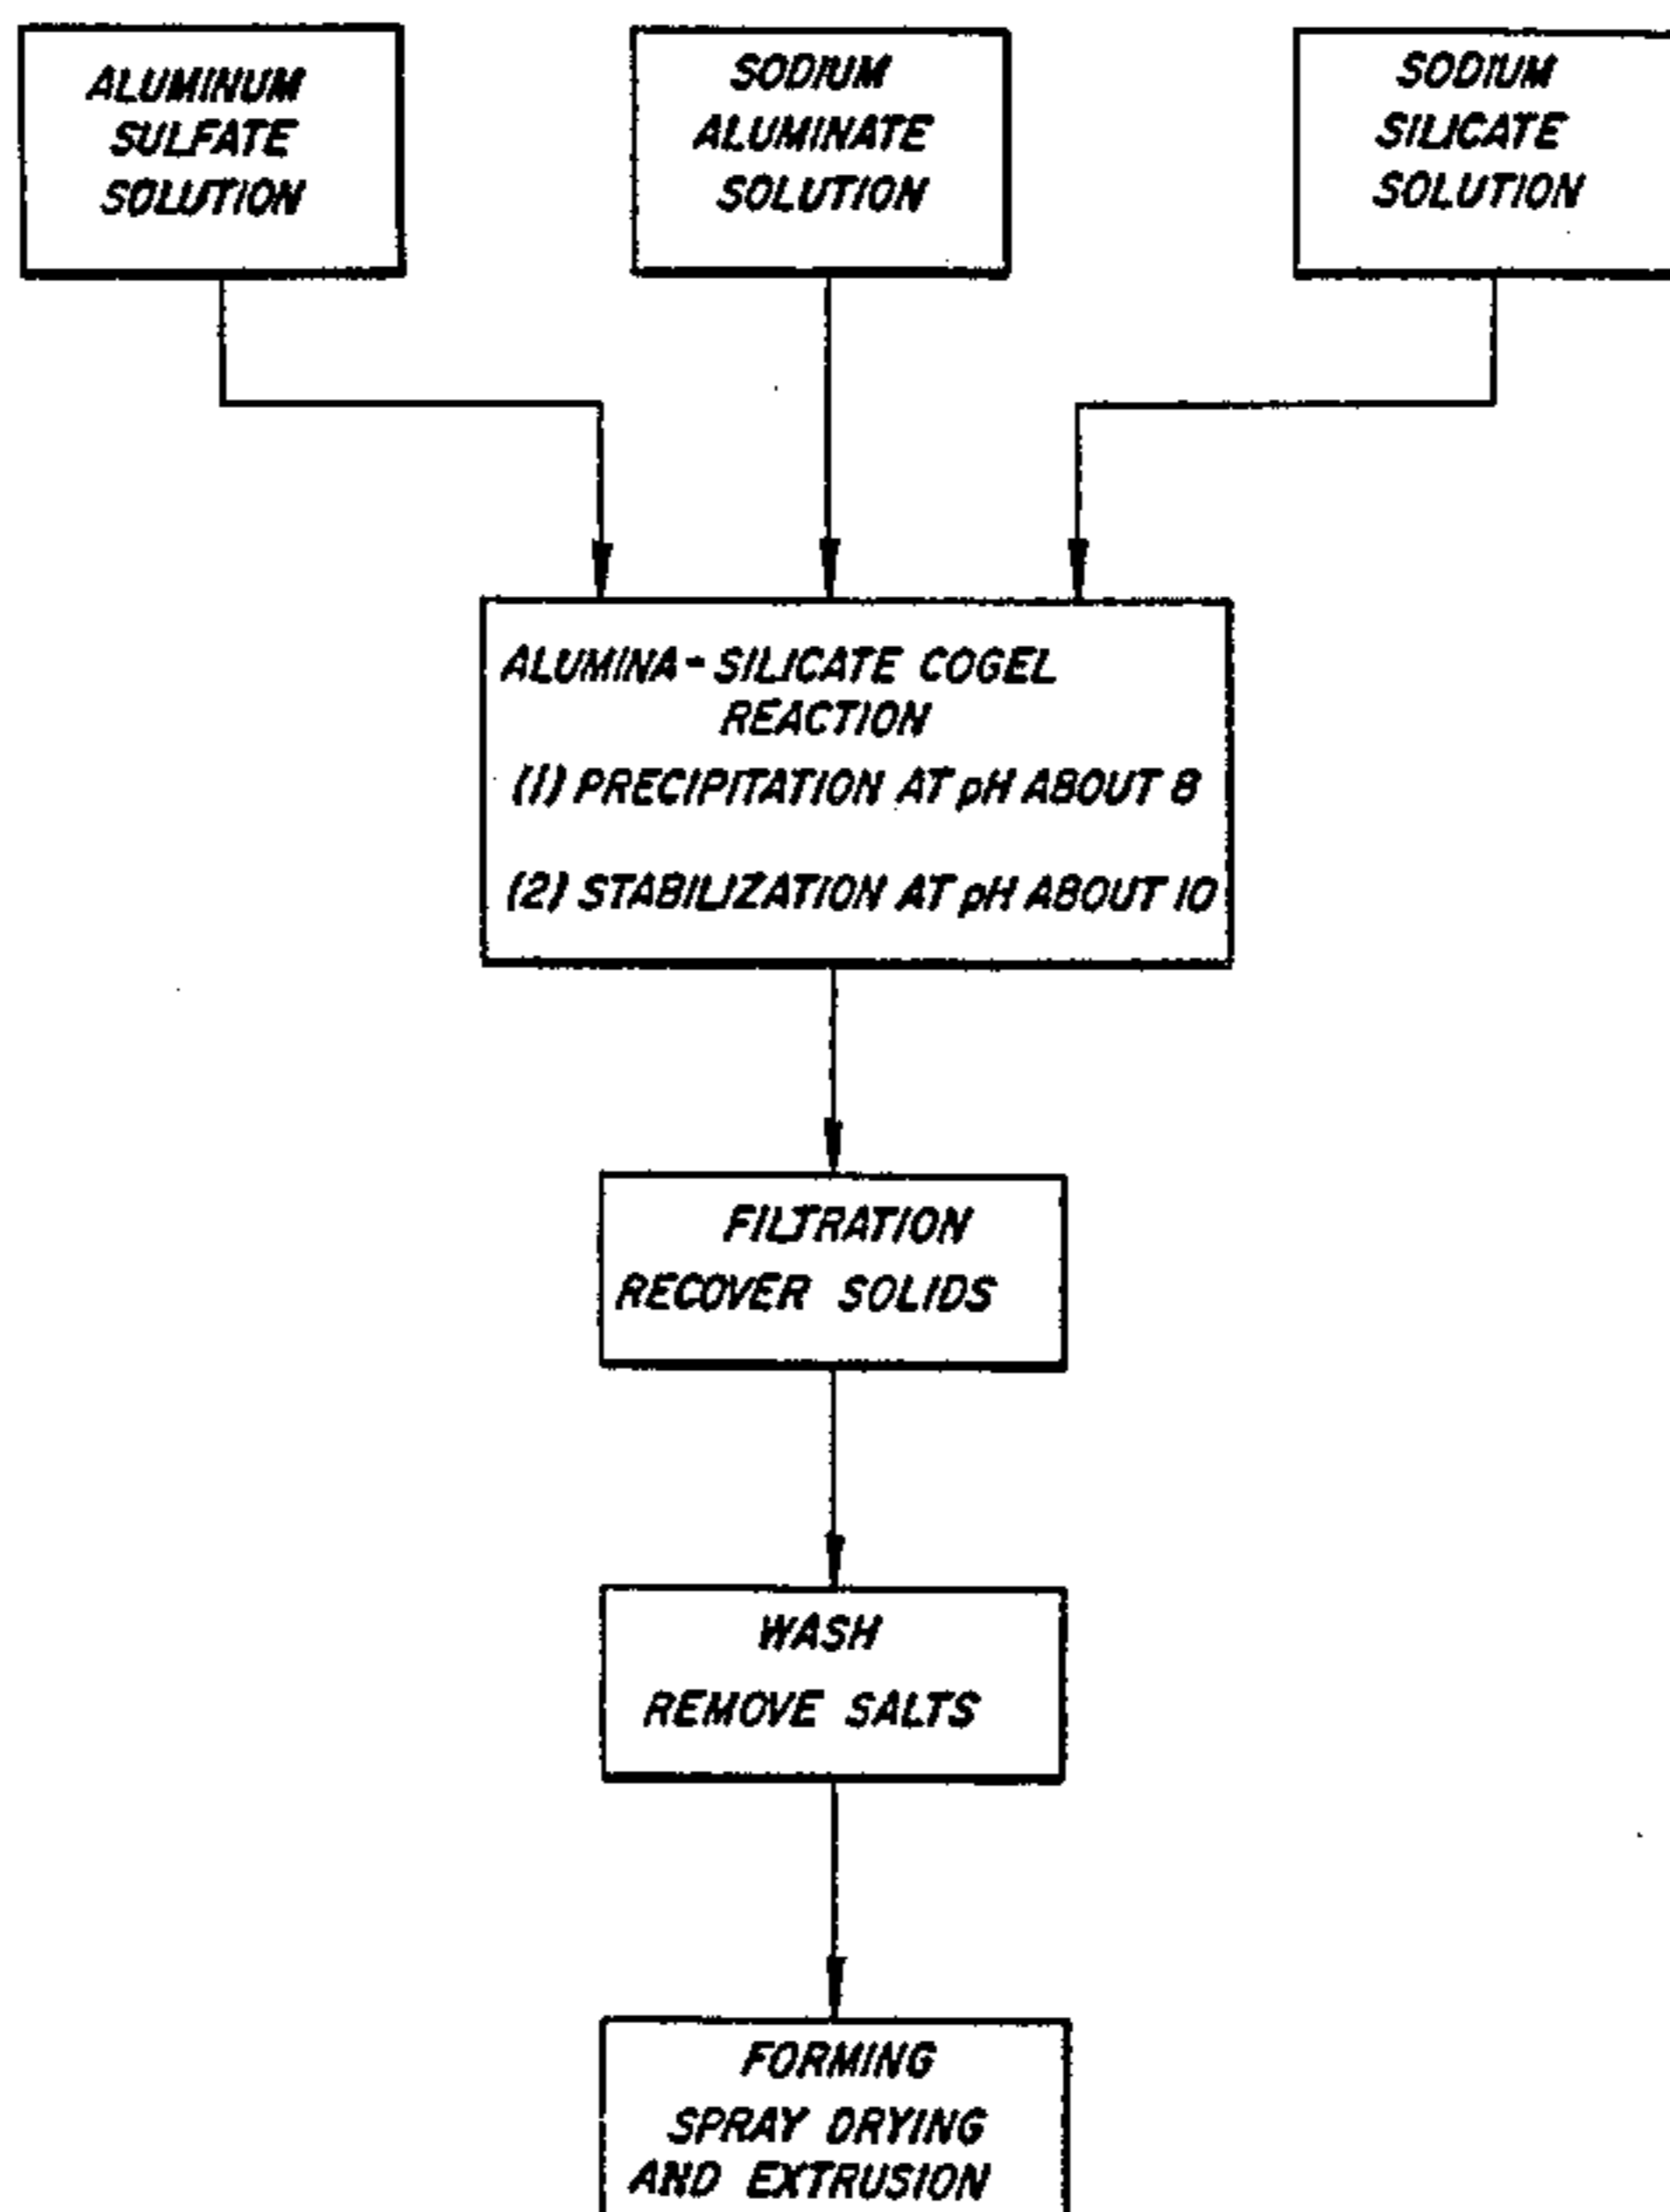 ALUMINUM
SULFATE
SOLUTION
SODIUM
ALUMINATE
SOLUTION
SODIUM
SILICATE
SOLUTION
ALUMINA - SILICATE COGEL
REACTION
(1) PRECIPITATION AT pH ABOUT 8
(2) STABILIZATION AT pH ABOUT 10
FILTRATION
RECOVER SOLIDS
WASH
REMOVE SALTS
FORMING
SPRAY DRYING
AND EXTRUSION